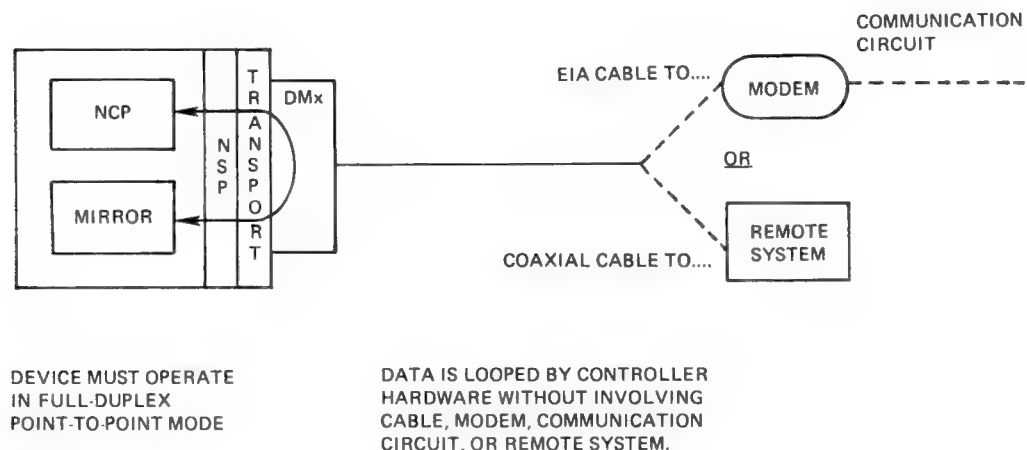 COMMUNICATION
CIRCUIT
EIA CABLE TO....
MODEM
NCP
NSP
TRANSPORT
DMx
OR
MIRROR
COAXIAL CABLE TO....
REMOTE
SYSTEM
DEVICE MUST OPERATE
IN FULL-DUPLEX
POINT-TO-POINT MODE
DATA IS LOOPED BY CONTROLLER
HARDWARE WITHOUT INVOLVING
CABLE, MODEM, COMMUNICATION
CIRCUIT, OR REMOTE SYSTEM.